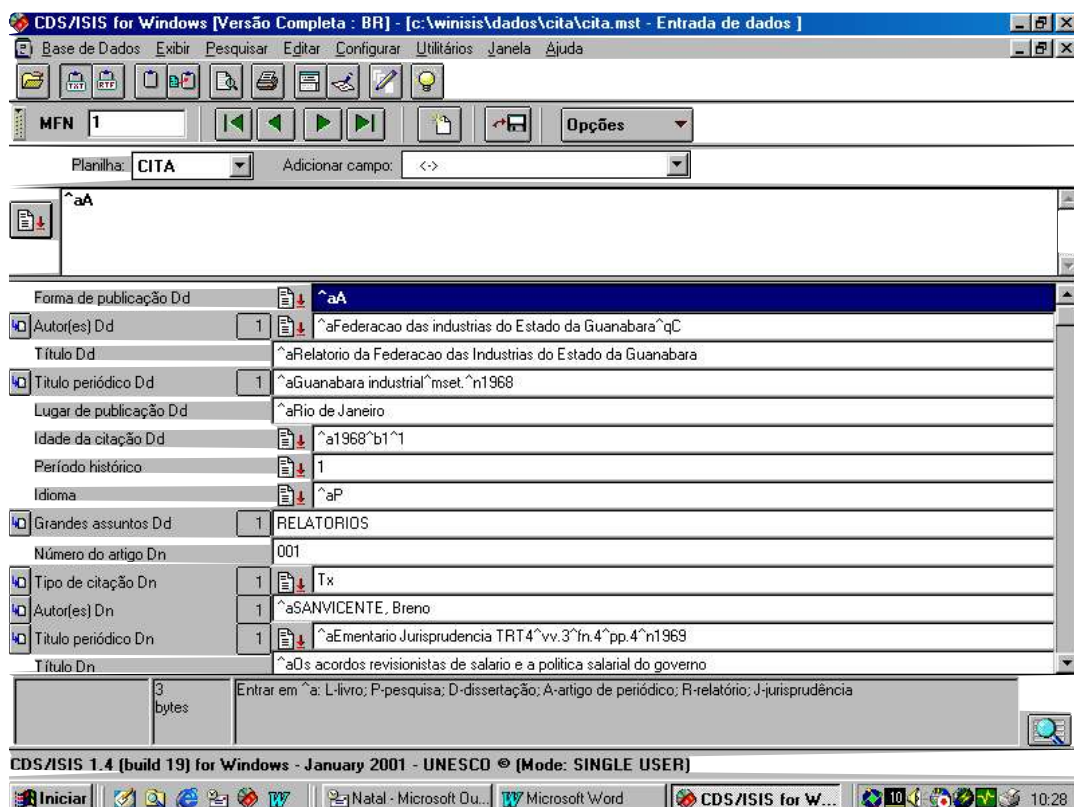 CDS/ISIS for Windows [Versão Completa : BR] - [c:\winisis\dados\cita\cita.mst - Entrada de dados ]
Base de Dados Exibir Pesquisar Editar Configurar Utilitários Janela Ajuda
TXT RTF
MFN 1 Opções
Planilha: CITA Adicionar campo: <->
^aA
Forma de publicação Dd ^aA
Autor(es) Dd 1 ^aFederacao das industrias do Estado da Guanabara^qC
Título Dd ^aRelatorio da Federacao das Industrias do Estado da Guanabara
Titulo periódico Dd 1 ^aGuanabara industrial^mset.^n1968
Lugar de publicação Dd ^aRio de Janeiro
Idade da citação Dd ^a1968^b1^1
Período histórico 1
Idioma ^aP
Grandes assuntos Dd 1 RELATORIOS
Número do artigo Dn 001
Tipo de citação Dn 1 Tx
Autor(es) Dn 1 ^aSANVICENTE, Breno
Titulo periódico Dn 1 ^aEmentario Jurisprudencia TRT4^vv.3^fn.4^pp.4^n1969
Título Dn ^aOs acordos revisionistas de salario e a politica salarial do governo
3 bytes Entrar em ^a: L-livro; P-pesquisa; D-dissertação; A-artigo de periódico; R-relatório; J-jurisprudência
CDS/ISIS 1.4 (build 19) for Windows - January 2001 - UNESCO © (Mode: SINGLE USER)
Iniciar Natal - Microsoft Ou... Microsoft Word CDS/ISIS for W... 10 10:28